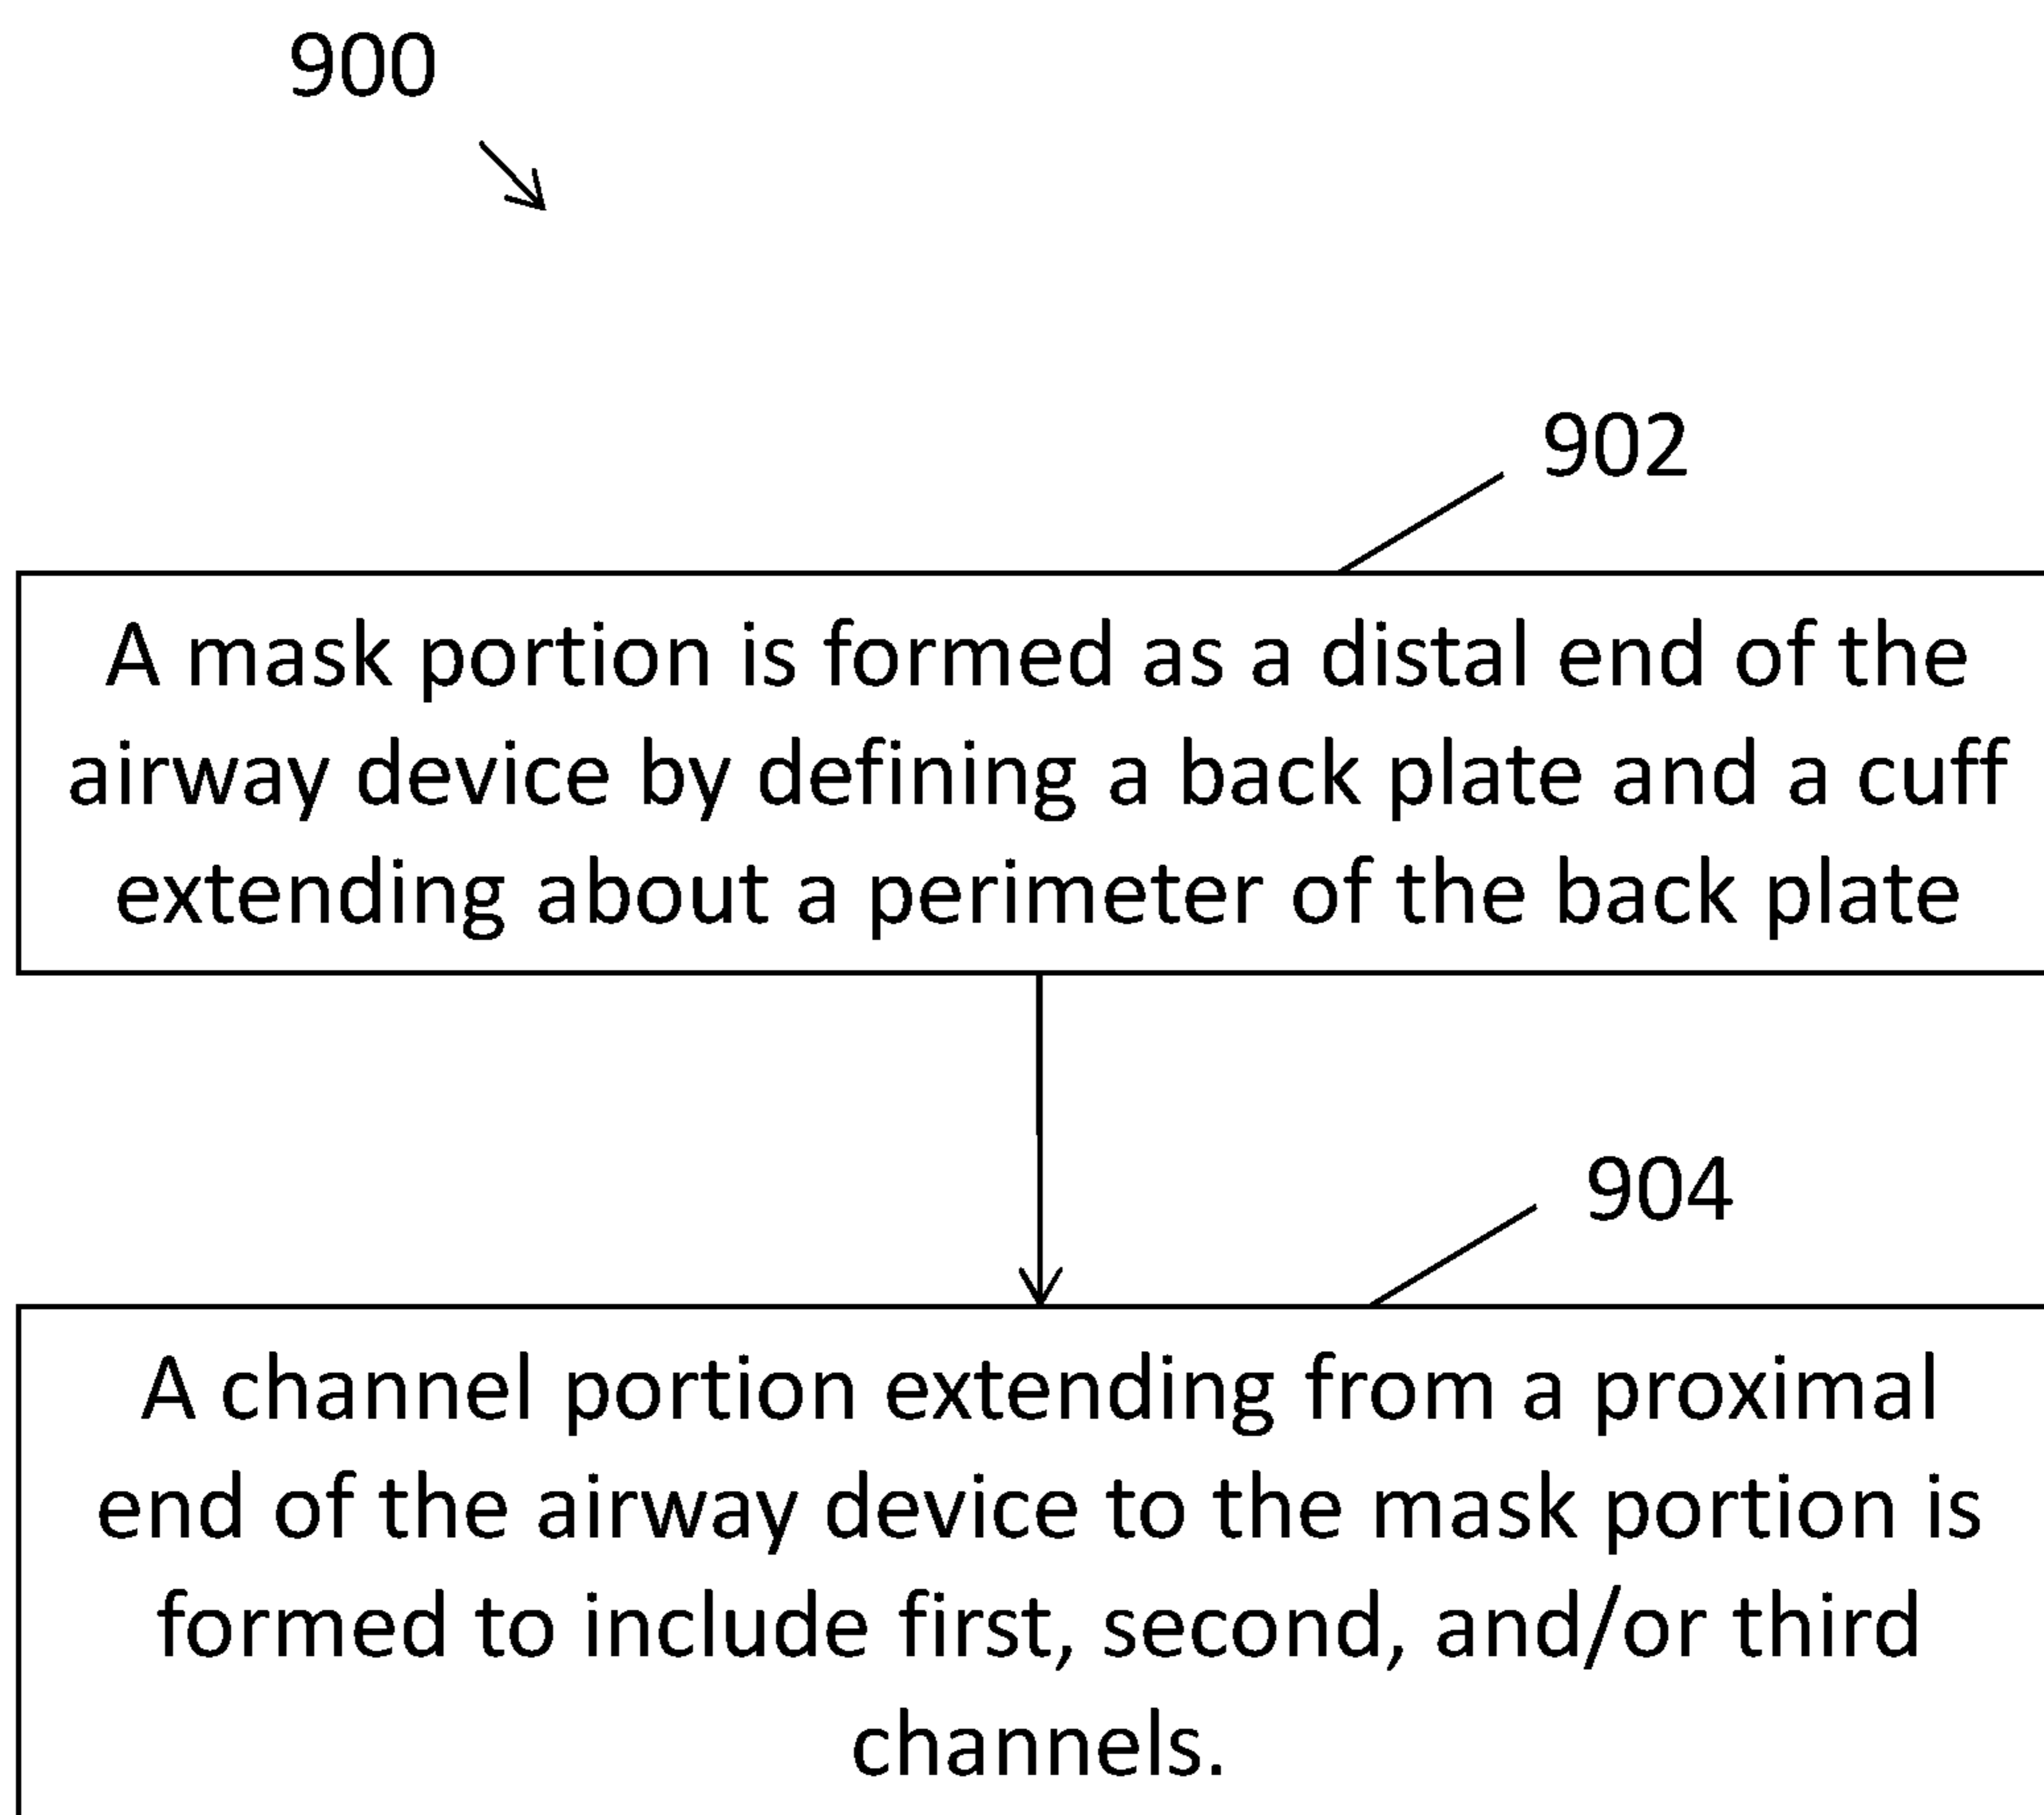 900
902
A mask portion is formed as a distal end of the
airway device by defining a back plate and a cuff
extending about a perimeter of the back plate
904
A channel portion extending from a proximal
end of the airway device to the mask portion is
formed to include first, second, and/or third
channels.